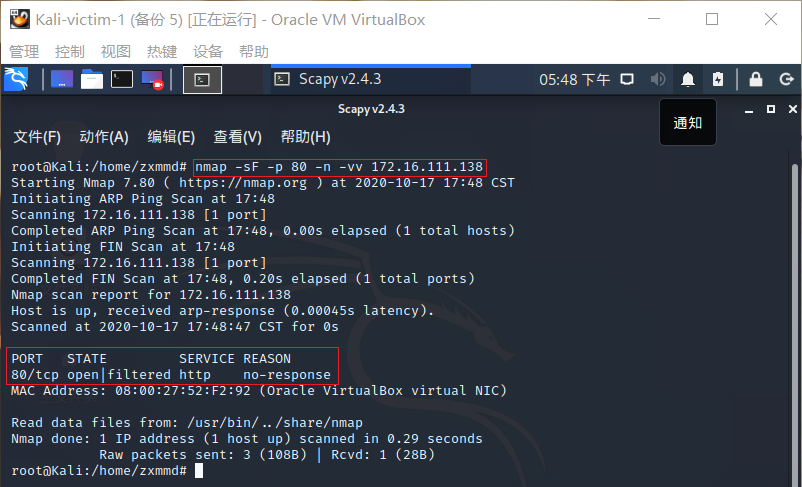 Kali-victim-1 (备份 5) [正在运行] - Oracle VM VirtualBox
管理 控制 视图 热键 设备 帮助
Scapy v2.4.3 05:48 下午
Scapy v2.4.3
通知
文件(F) 动作(A) 编辑(E) 查看(V) 帮助(H)
root@Kali:/home/zxmmd# nmap -sF -p 80 -n -vv 172.16.111.138
Starting Nmap 7.80 ( https://nmap.org ) at 2020-10-17 17:48 CST
Initiating ARP Ping Scan at 17:48
Scanning 172.16.111.138 [1 port]
Completed ARP Ping Scan at 17:48, 0.00s elapsed (1 total hosts)
Initiating FIN Scan at 17:48
Scanning 172.16.111.138 [1 port]
Completed FIN Scan at 17:48, 0.20s elapsed (1 total ports)
Nmap scan report for 172.16.111.138
Host is up, received arp-response (0.00045s latency).
Scanned at 2020-10-17 17:48:47 CST for 0s
PORT STATE SERVICE REASON
80/tcp open|filtered http no-response
MAC Address: 08:00:27:52:F2:92 (Oracle VirtualBox virtual NIC)
Read data files from: /usr/bin/../share/nmap
Nmap done: 1 IP address (1 host up) scanned in 0.29 seconds
Raw packets sent: 3 (108B) | Rcvd: 1 (28B)
root@Kali:/home/zxmmd#